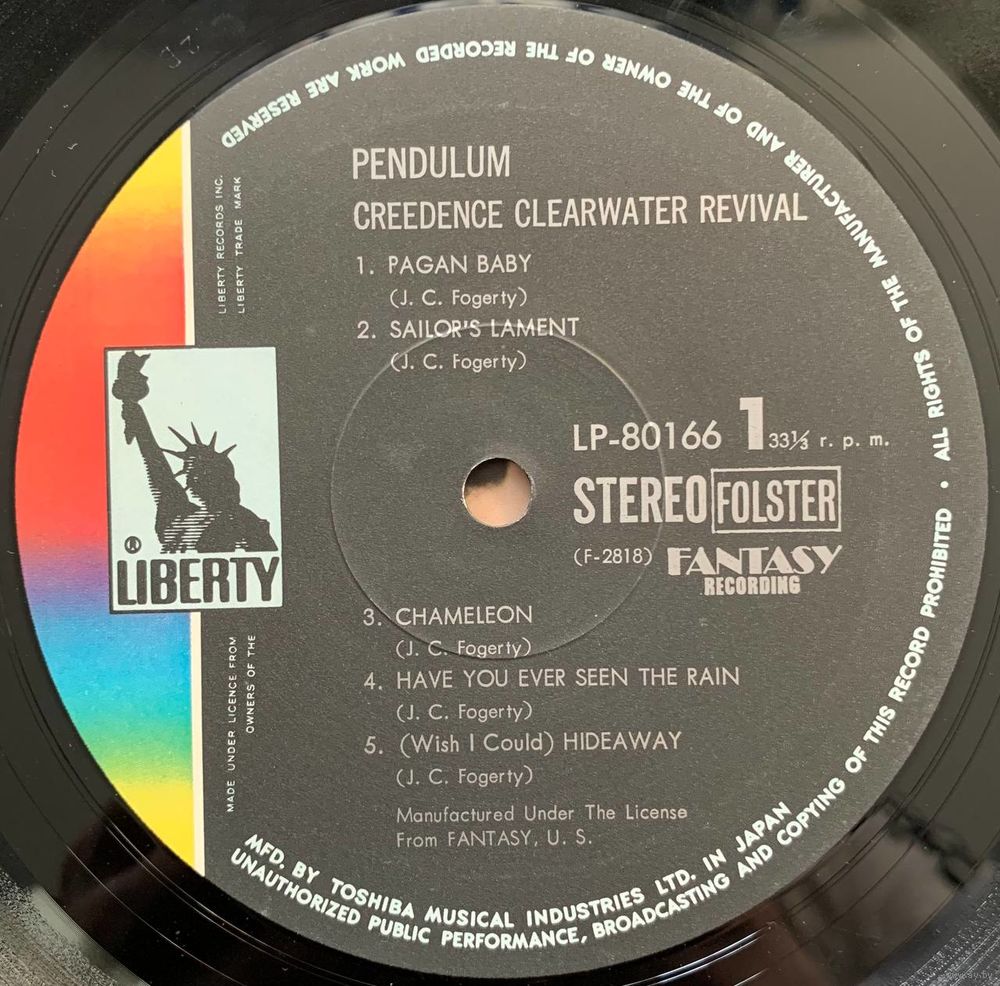 PENDULUM
CREEDENCE CLEARWATER REVIVAL
1. PAGAN BABY
(J. C. Fogerty)
2. SAILOR'S LAMENT
(J. C. Fogerty)
LP-80166 1 33⅓ r. p. m.
STEREO FOLSTER
(F-2818) FANTASY
RECORDING
3. CHAMELEON
(J. C. Fogerty)
4. HAVE YOU EVER SEEN THE RAIN
(J. C. Fogerty)
5. (Wish I Could) HIDEAWAY
(J. C. Fogerty)
Manufactured Under The License
From FANTASY, U. S.
LIBERTY RECORDS INC.
LIBERTY TRADE MARK
®
LIBERTY
MADE UNDER LICENCE FROM
OWNERS OF THE
MFD. BY TOSHIBA MUSICAL INDUSTRIES LTD. IN JAPAN
UNAUTHORIZED PUBLIC PERFORMANCE, BROADCASTING AND COPYING OF THIS RECORD PROHIBITED • ALL RIGHTS OF THE MANUFACTURER AND OF THE OWNER OF THE RECORDED WORK ARE RESERVED